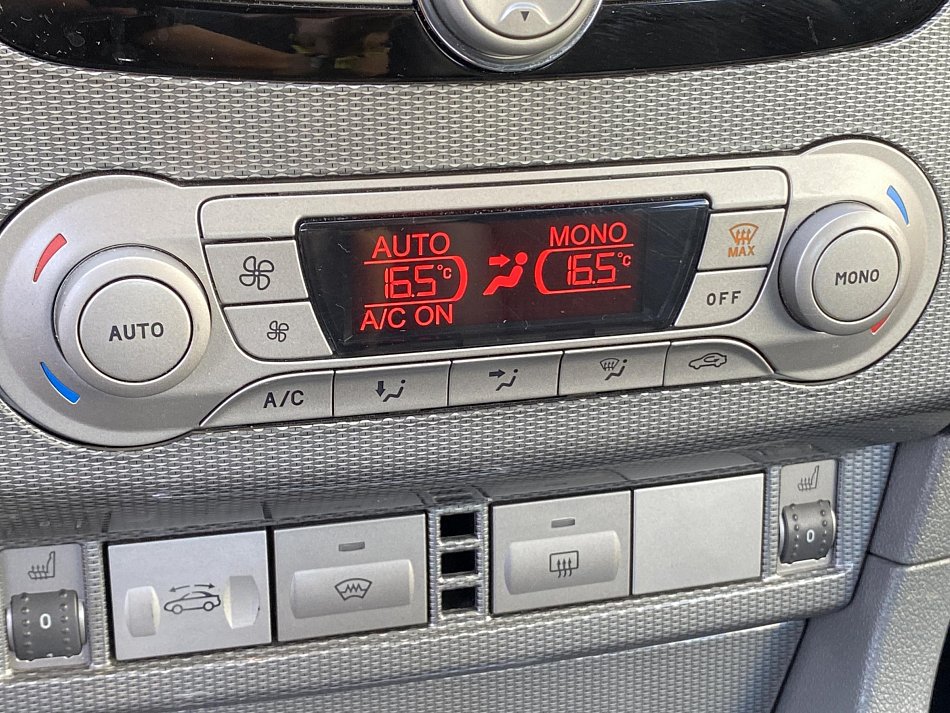 AUTO
MONO
16.5°C
16.5°C
A/C ON
MAX
OFF
AUTO
MONO
A/C
0
0